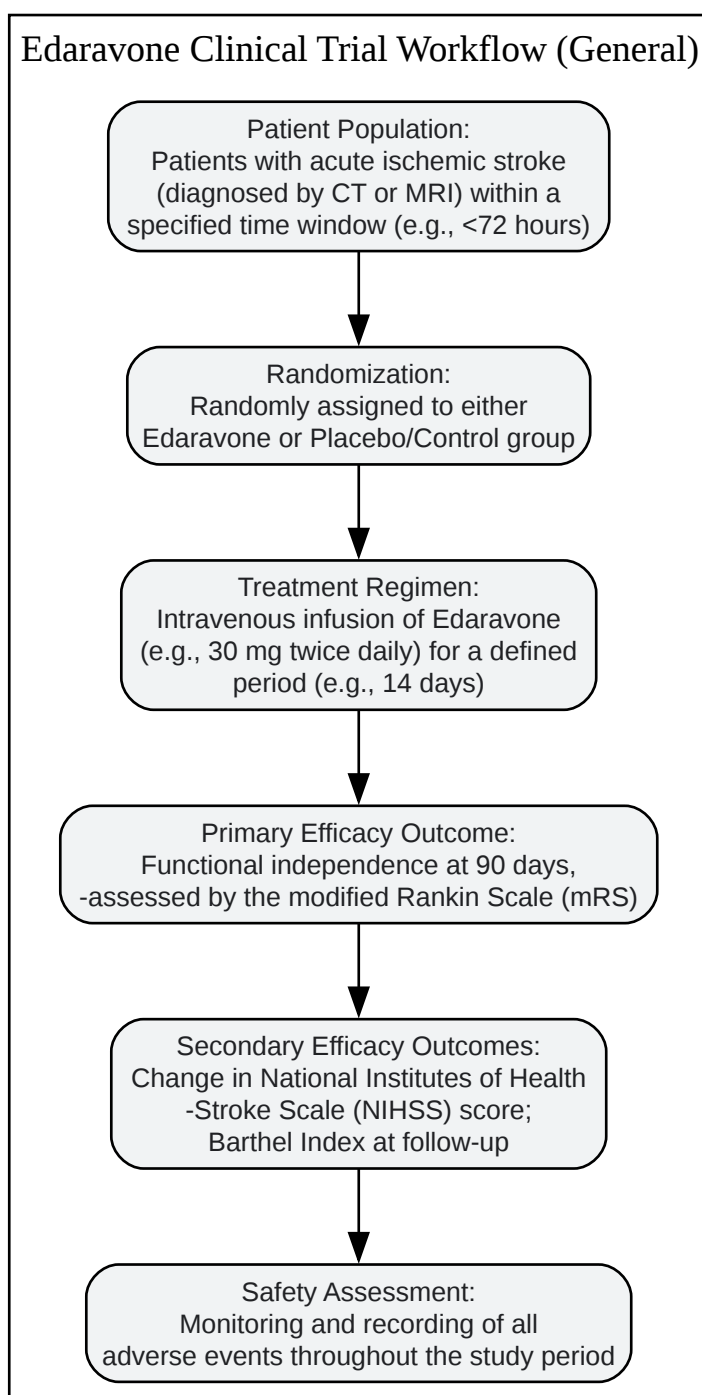 Edaravone Clinical Trial Workflow (General)
Patient Population:
Patients with acute ischemic stroke
(diagnosed by CT or MRI) within a
specified time window (e.g., <72 hours)
Randomization:
Randomly assigned to either
Edaravone or Placebo/Control group
Treatment Regimen:
Intravenous infusion of Edaravone
(e.g., 30 mg twice daily) for a defined
period (e.g., 14 days)
Primary Efficacy Outcome:
Functional independence at 90 days,
-assessed by the modified Rankin Scale (mRS)
Secondary Efficacy Outcomes:
Change in National Institutes of Health
-Stroke Scale (NIHSS) score;
Barthel Index at follow-up
Safety Assessment:
Monitoring and recording of all
adverse events throughout the study period